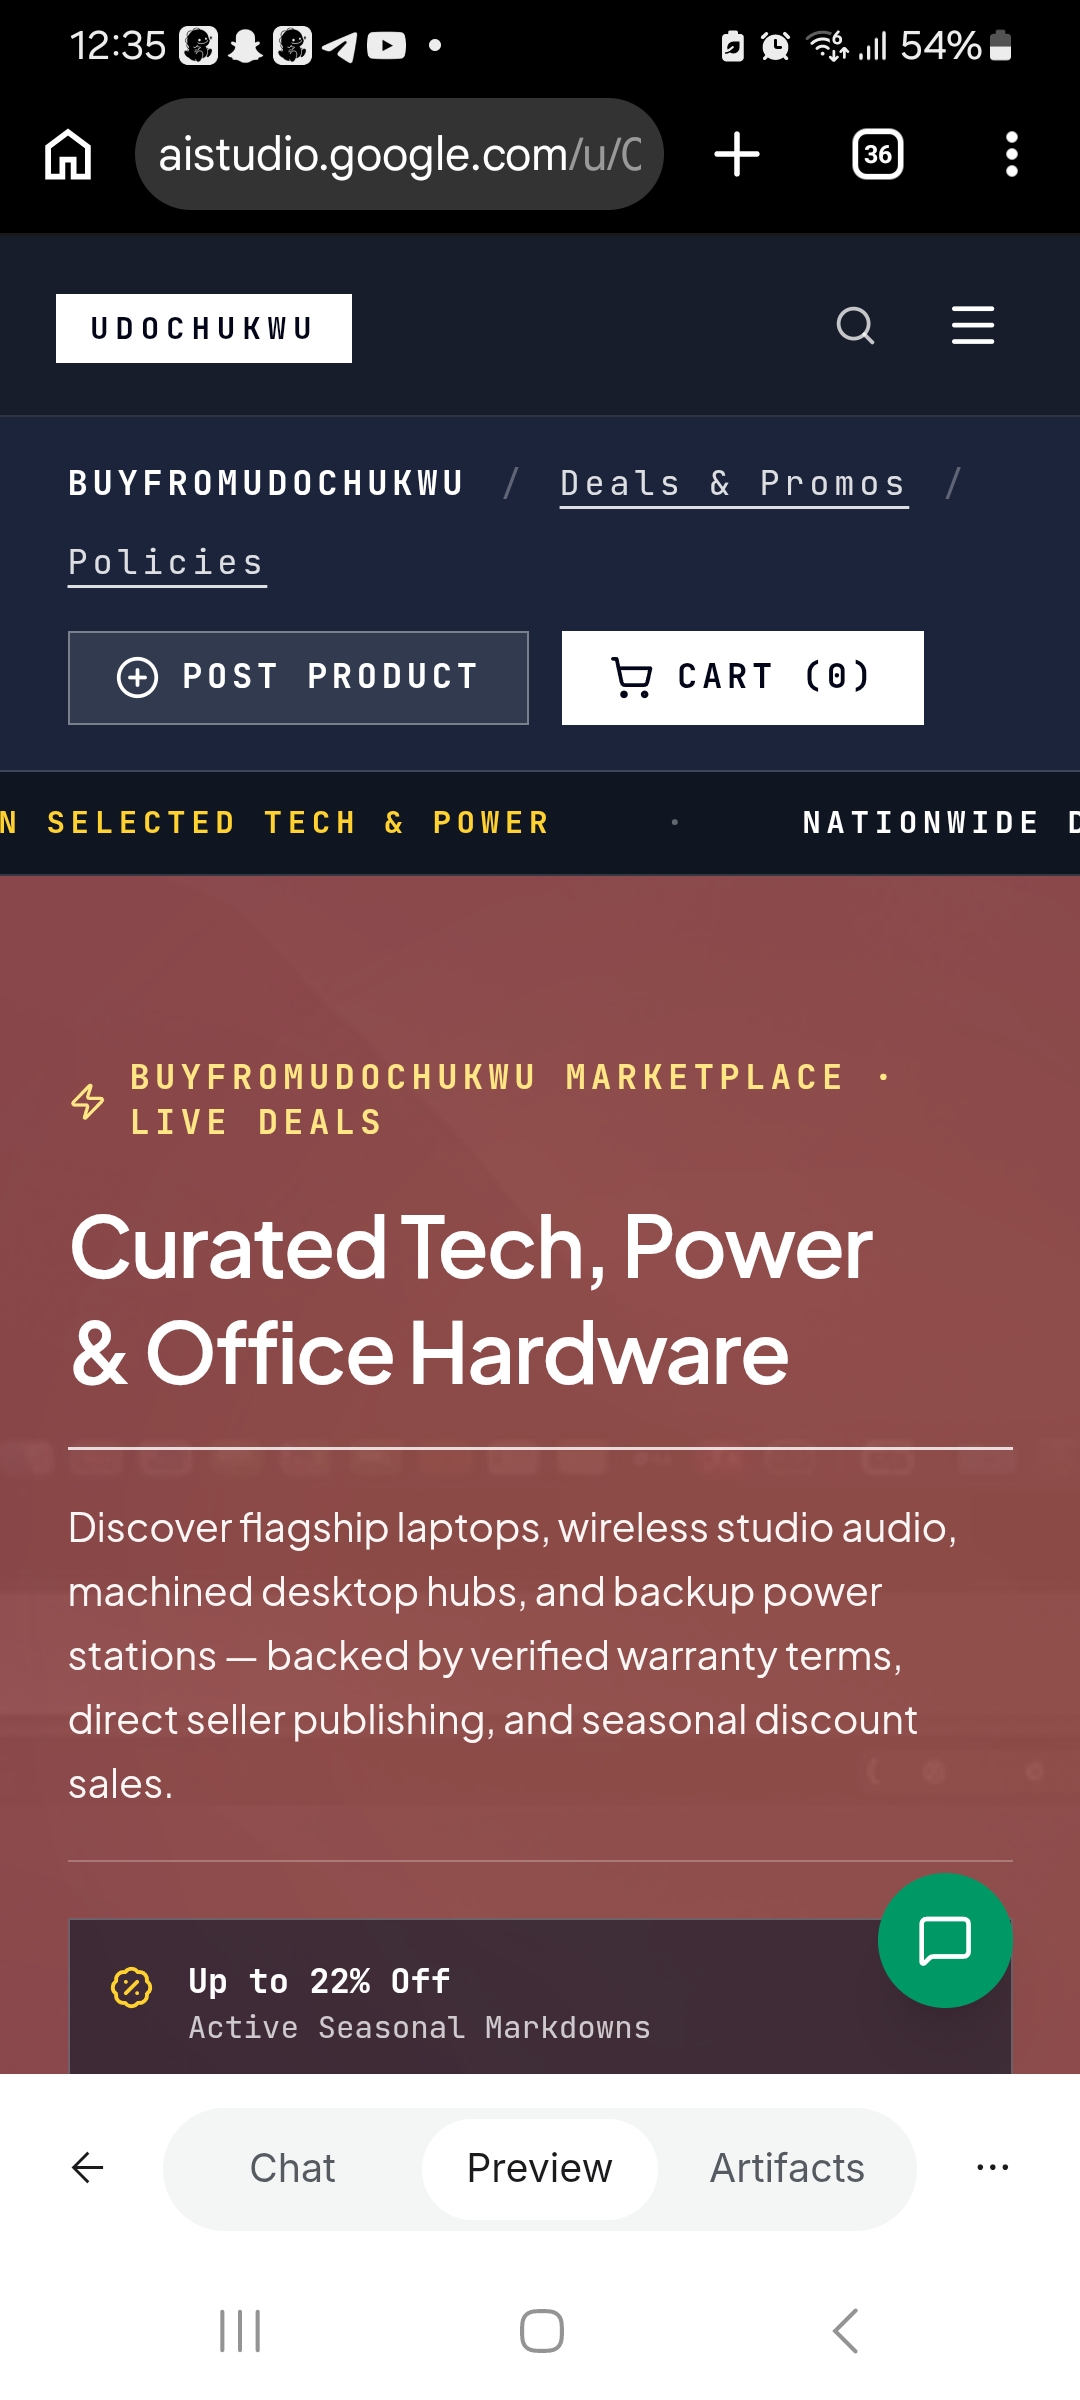 12:35
54%
aistudio.google.com/u/
36
UDOCHUKWU
BUYFROMUDOCHUKWU / Deals & Promos /
Policies
POST PRODUCT
CART (0)
N SELECTED TECH & POWER · NATIONWIDE
BUYFROMUDOCHUKWU MARKETPLACE ·
LIVE DEALS
Curated Tech, Power
& Office Hardware
Discover flagship laptops, wireless studio audio,
machined desktop hubs, and backup power
stations — backed by verified warranty terms,
direct seller publishing, and seasonal discount
sales.
Up to 22% Off
Active Seasonal Markdowns
Chat
Preview
Artifacts